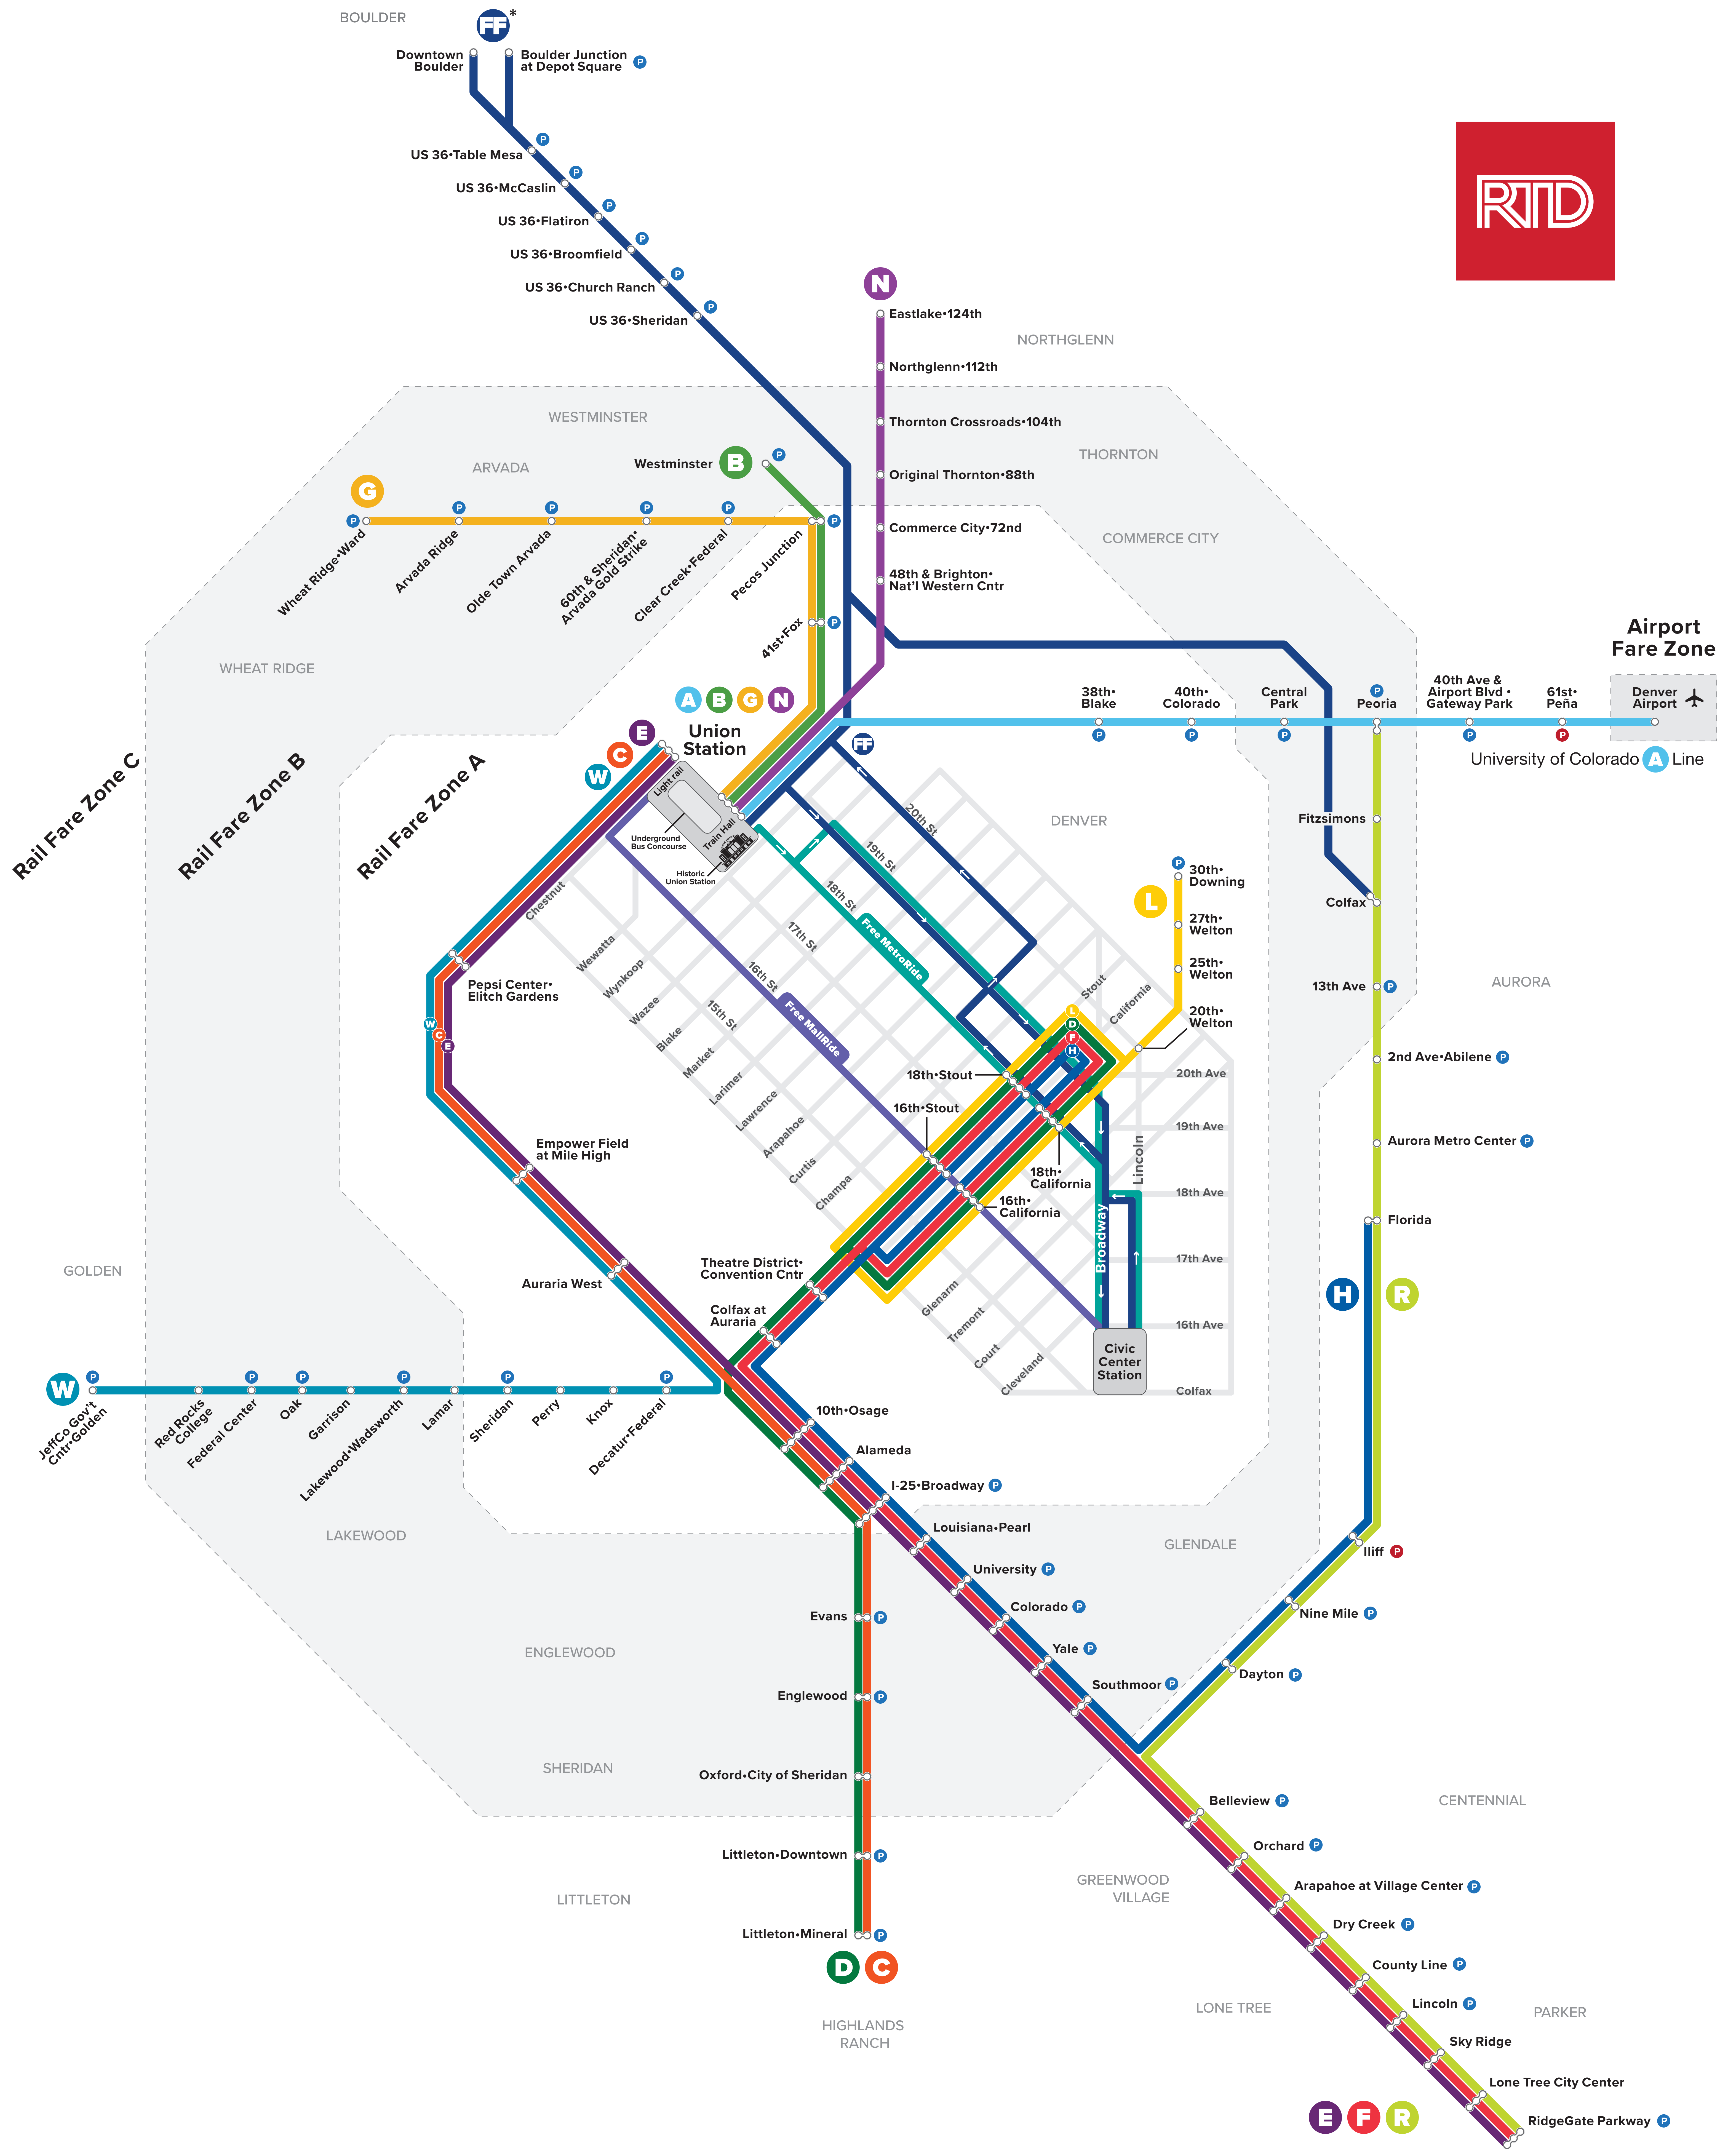 BOULDER
FF*
Downtown
Boulder
Boulder Junction
at Depot Square P
P
US 36•Table Mesa
P
US 36•McCaslin
P
US 36•Flatiron
P
US 36•Broomfield
P
US 36•Church Ranch
P
US 36•Sheridan
RTD
N
Eastlake•124th
NORTHGLENN
Northglenn•112th
Thornton Crossroads•104th
Original Thornton•88th
Commerce City•72nd
48th & Brighton•
Nat'l Western Cntr
WESTMINSTER
ARVADA
THORNTON
COMMERCE CITY
WHEAT RIDGE
Westminster B P
G
P
P
P
P
P
P
Wheat Ridge•Ward
Arvada Ridge
Olde Town Arvada
60th & Sheridan•
Arvada Gold Strike
Clear Creek•Federal
Pecos Junction
41st•Fox P
Airport
Fare Zone
Denver
Airport
38th•
Blake
P
40th•
Colorado
P
Central
Park
P
P
Peoria
40th Ave &
Airport Blvd •
Gateway Park
P
61st•
Peña
P
University of Colorado A Line
Rail Fare Zone C
Rail Fare Zone B
Rail Fare Zone A
A B G N
Union
Station
E
C
W
FF
Light rail
Train Hall
Underground
Bus Concourse
Historic
Union Station
DENVER
20th St
19th St
18th St
17th St
16th St
15th St
Free MetroRide
Free MallRide
Chestnut
Wewatta
Wynkoop
Wazee
Blake
Market
Larimer
Lawrence
Arapahoe
Curtis
Champa
Stout
California
Glenarm
Tremont
Court
Cleveland
L
P
30th•
Downing
27th•
Welton
25th•
Welton
20th•
Welton
L
D
F
H
18th•Stout
16th•Stout
18th•
California
16th•
California
20th Ave
19th Ave
18th Ave
17th Ave
16th Ave
Colfax
Lincoln
Broadway
Civic
Center
Station
Fitzsimons
Colfax
13th Ave P
AURORA
2nd Ave•Abilene P
Aurora Metro Center P
Florida
H R
Iliff P
Nine Mile P
Dayton P
Pepsi Center•
Elitch Gardens
W
C
E
Empower Field
at Mile High
Auraria West
Theatre District•
Convention Cntr
Colfax at
Auraria
GOLDEN
W
P
P
P
P
P
P
JeffCo Gov't
Cntr•Golden
Red Rocks
College
Federal Center
Oak
Garrison
Lakewood•Wadsworth
Lamar
Sheridan
Perry
Knox
Decatur•Federal
LAKEWOOD
10th•Osage
Alameda
I-25•Broadway P
Louisiana•Pearl
University P
Colorado P
Yale P
Southmoor P
GLENDALE
Evans P
ENGLEWOOD
Englewood P
SHERIDAN
Oxford•City of Sheridan
Littleton•Downtown P
LITTLETON
Littleton•Mineral P
D C
HIGHLANDS
RANCH
Belleview P
CENTENNIAL
Orchard P
GREENWOOD
VILLAGE
Arapahoe at Village Center P
Dry Creek P
County Line P
LONE TREE
Lincoln P
PARKER
Sky Ridge
Lone Tree City Center
E F R
RidgeGate Parkway P